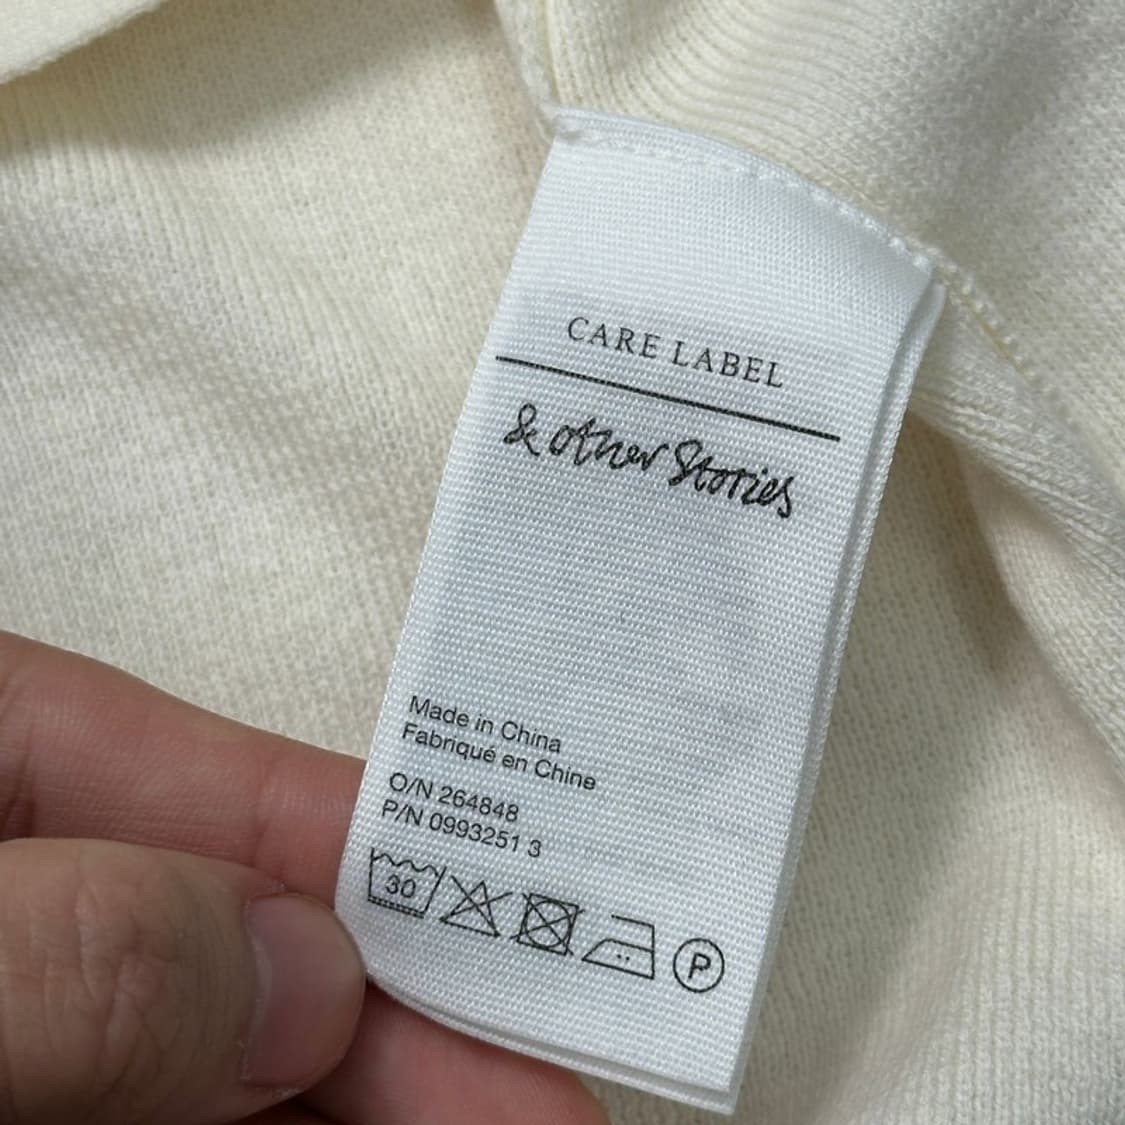 CARE LABEL
& other Stories
Made in China
Fabriqué en Chine
O/N 264848
P/N 0993251 3
30
P